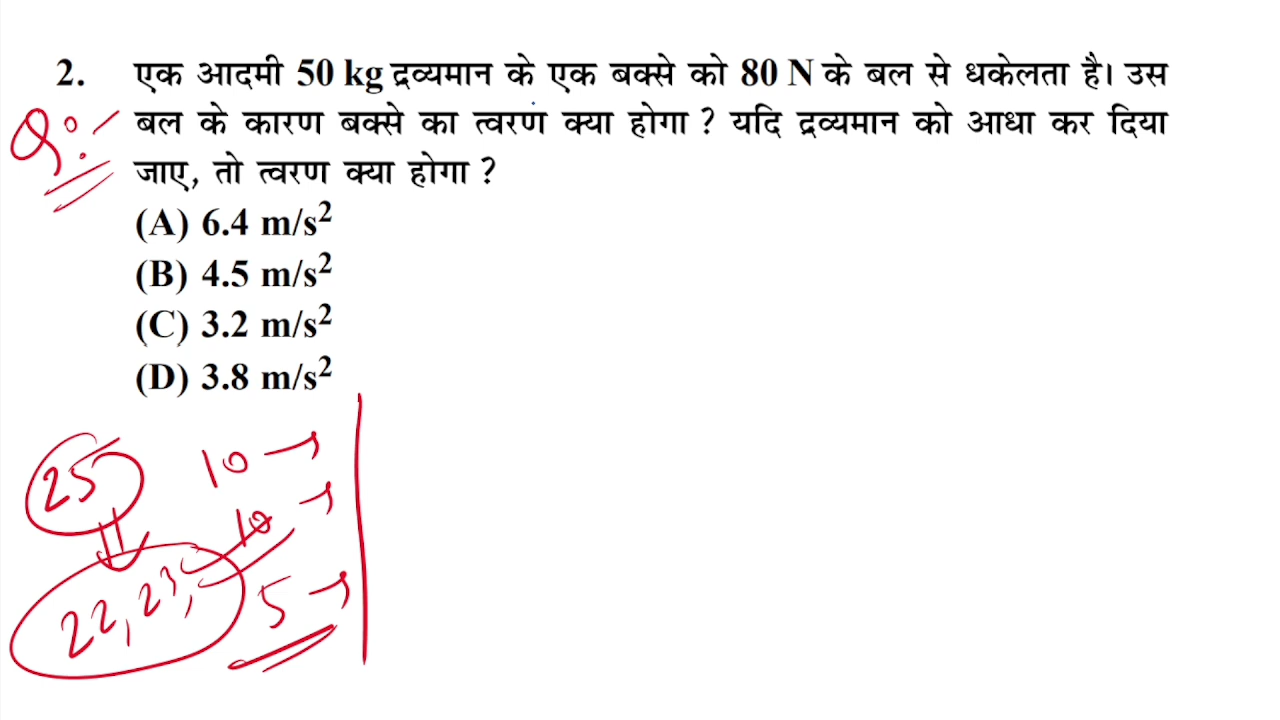 2. एक आदमी 50 kg द्रव्यमान के एक बक्से को 80 N के बल से धकेलता है। उस
बल के कारण बक्से का त्वरण क्या होगा ? यदि द्रव्यमान को आधा कर दिया
जाए, तो त्वरण क्या होगा ?
(A) 6.4 m/s²
(B) 4.5 m/s²
(C) 3.2 m/s²
(D) 3.8 m/s²
25
10 →
10 →
22, 23,
5 →